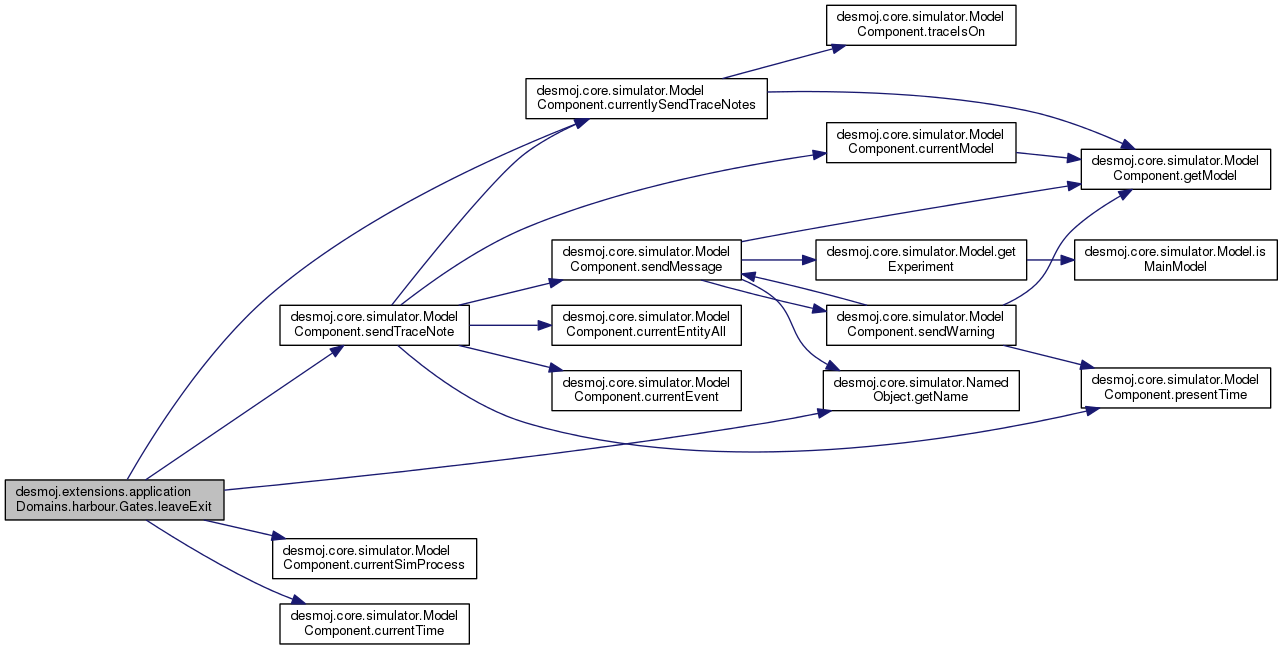 desmoj.core.simulator.Model
Component.traceIsOn
desmoj.core.simulator.Model
Component.currentlySendTraceNotes
desmoj.core.simulator.Model
Component.currentModel
desmoj.core.simulator.Model
Component.getModel
desmoj.core.simulator.Model
Component.sendMessage
desmoj.core.simulator.Model.get
Experiment
desmoj.core.simulator.Model.is
MainModel
desmoj.core.simulator.Model
Component.sendTraceNote
desmoj.core.simulator.Model
Component.currentEntityAll
desmoj.core.simulator.Model
Component.sendWarning
desmoj.core.simulator.Model
Component.currentEvent
desmoj.core.simulator.Named
Object.getName
desmoj.core.simulator.Model
Component.presentTime
desmoj.extensions.application
Domains.harbour.Gates.leaveExit
desmoj.core.simulator.Model
Component.currentSimProcess
desmoj.core.simulator.Model
Component.currentTime